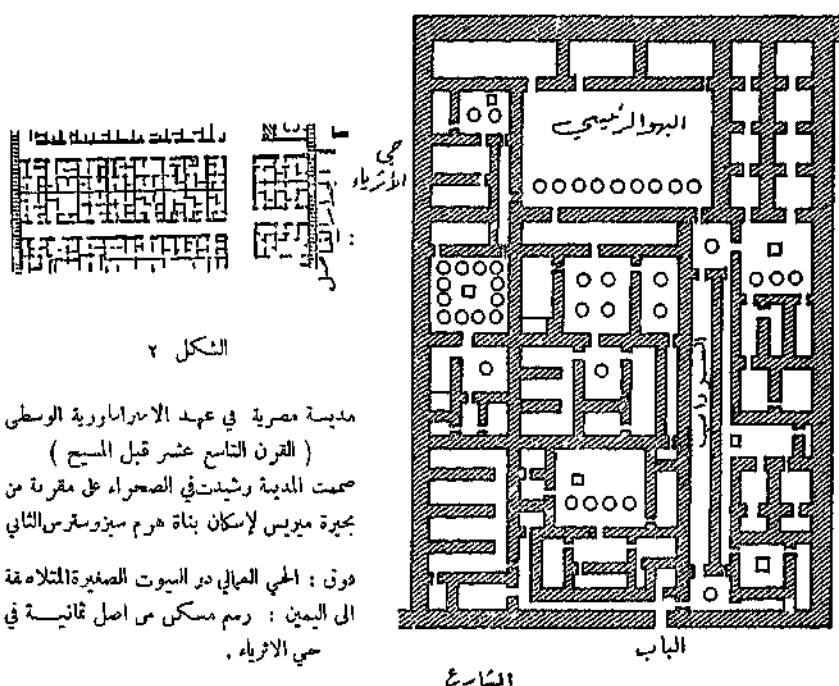 البهو الرئيسي
حي
الأثرياء
الشكل ٢
مدينة مصرية في عهد الامبراطورية الوسطى
( القرن التاسع عشر قبل المسيح )
صممت المدينة وشيدت في الصحراء على مقربة من
بحيرة ميريس لإسكان بناة هرم سيزوستريس الثاني
فوق : الحي العمالي ذو البيوت الصغيرة المتلاصقة
الى اليمين : رسم مسكن من اصل ثمانيـة في
حي الاثرياء .
الباب
الشارع